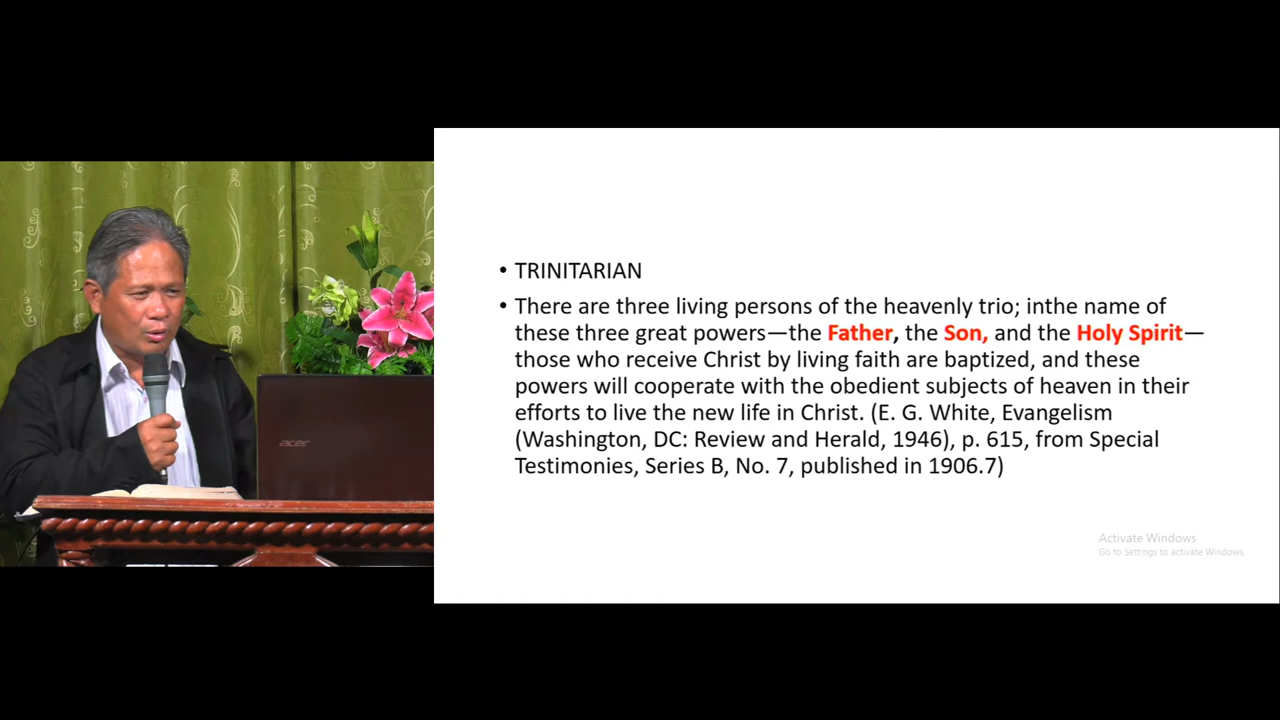 • TRINITARIAN
• There are three living persons of the heavenly trio; inthe name of
these three great powers—the Father, the Son, and the Holy Spirit—
those who receive Christ by living faith are baptized, and these
powers will cooperate with the obedient subjects of heaven in their
efforts to live the new life in Christ. (E. G. White, Evangelism
(Washington, DC: Review and Herald, 1946), p. 615, from Special
Testimonies, Series B, No. 7, published in 1906.7)
Activate Windows
Go to Settings to activate Windows.
acer